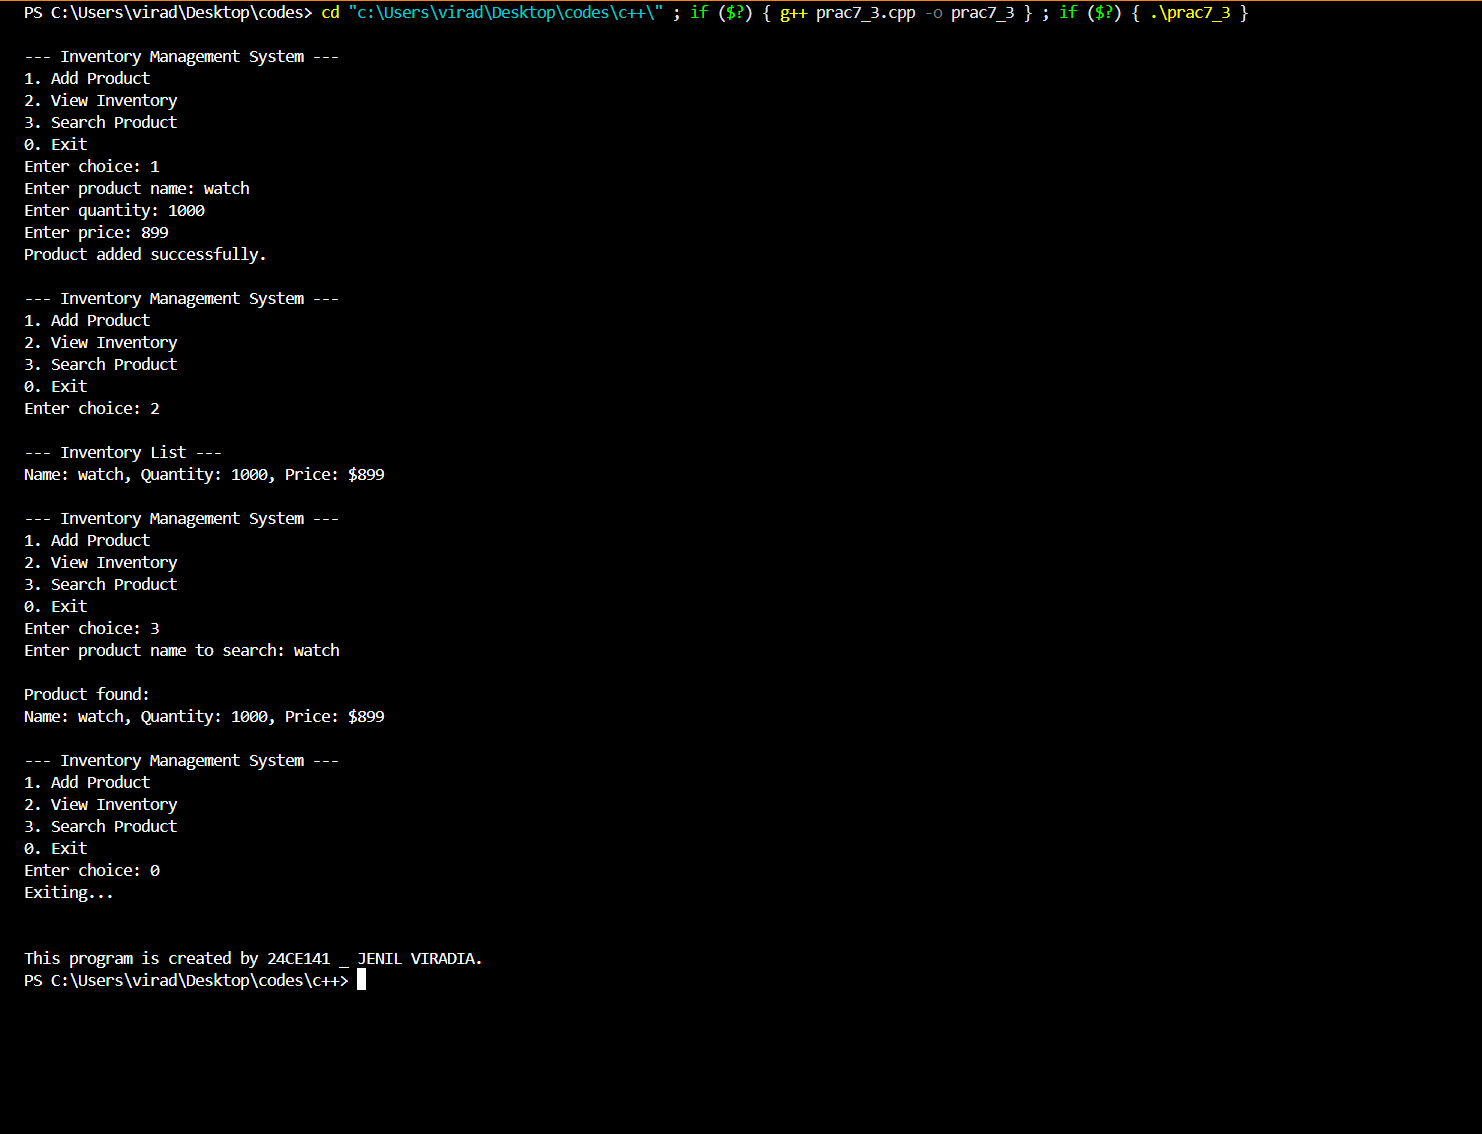 PS C:\Users\virad\Desktop\codes> cd "c:\Users\virad\Desktop\codes\c++\" ; if ($?) { g++ prac7_3.cpp -o prac7_3 } ; if ($?) { .\prac7_3 }
--- Inventory Management System ---
1. Add Product
2. View Inventory
3. Search Product
0. Exit
Enter choice: 1
Enter product name: watch
Enter quantity: 1000
Enter price: 899
Product added successfully.
--- Inventory Management System ---
1. Add Product
2. View Inventory
3. Search Product
0. Exit
Enter choice: 2
--- Inventory List ---
Name: watch, Quantity: 1000, Price: $899
--- Inventory Management System ---
1. Add Product
2. View Inventory
3. Search Product
0. Exit
Enter choice: 3
Enter product name to search: watch
Product found:
Name: watch, Quantity: 1000, Price: $899
--- Inventory Management System ---
1. Add Product
2. View Inventory
3. Search Product
0. Exit
Enter choice: 0
Exiting...
This program is created by 24CE141 _ JENIL VIRADIA.
PS C:\Users\virad\Desktop\codes\c++>